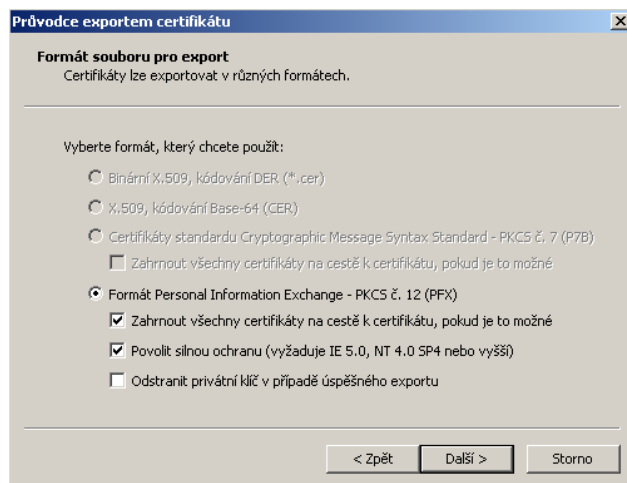 Průvodce exportem certifikátu
Formát souboru pro export
Certifikáty lze exportovat v různých formátech.
Vyberte formát, který chcete použít:
Binární X.509, kódování DER (*.cer)
X.509, kódování Base-64 (CER)
Certifikáty standardu Cryptographic Message Syntax Standard - PKCS č. 7 (P7B)
Zahrnout všechny certifikáty na cestě k certifikátu, pokud je to možné
Formát Personal Information Exchange - PKCS č. 12 (PFX)
Zahrnout všechny certifikáty na cestě k certifikátu, pokud je to možné
Povolit silnou ochranu (vyžaduje IE 5.0, NT 4.0 SP4 nebo vyšší)
Odstranit privátní klíč v případě úspěšného exportu
< Zpět Další > Storno